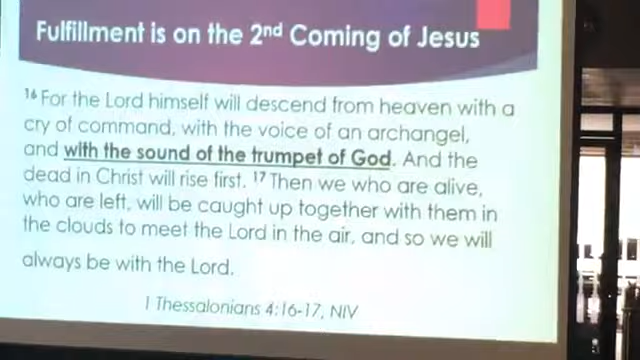 Fulfillment is on the 2nd Coming of Jesus
16 For the Lord himself will descend from heaven with a
cry of command, with the voice of an archangel,
and with the sound of the trumpet of God. And the
dead in Christ will rise first. 17 Then we who are alive,
who are left, will be caught up together with them in
the clouds to meet the Lord in the air, and so we will
always be with the Lord.
1 Thessalonians 4:16-17, NIV